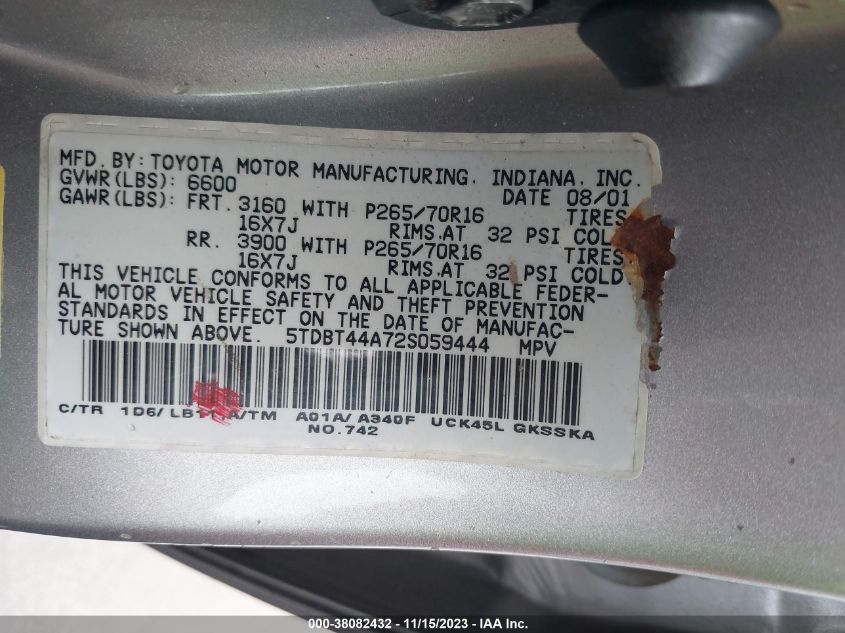 MFD. BY: TOYOTA MOTOR MANUFACTURING, INDIANA, INC.
GVWR(LBS): 6600 DATE 08/01
GAWR(LBS): FRT. 3160 WITH P265/70R16 TIRES
16X7J RIMS.AT 32 PSI COLD
RR. 3900 WITH P265/70R16 TIRES
16X7J RIMS.AT 32 PSI COLD
THIS VEHICLE CONFORMS TO ALL APPLICABLE FEDER-
AL MOTOR VEHICLE SAFETY AND THEFT PREVENTION
STANDARDS IN EFFECT ON THE DATE OF MANUFAC-
TURE SHOWN ABOVE. 5TDBT44A72S059444 MPV
C/TR 1D6/ A/TM A01A/ A340F UCK45L GKSSKA
NO.742
000-38082432 - 11/15/2023 - IAA Inc.